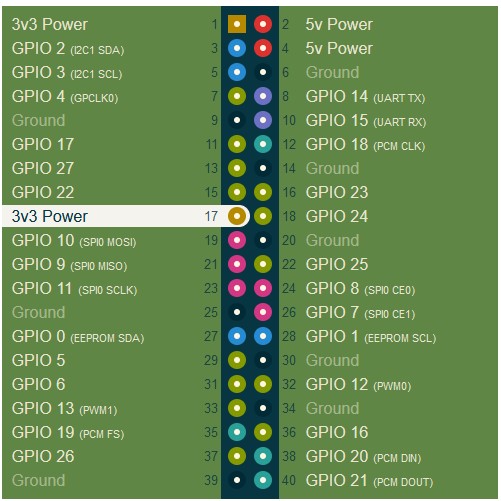 3v3 Power 1 2 5v Power
GPIO 2 (I2C1 SDA) 3 4 5v Power
GPIO 3 (I2C1 SCL) 5 6 Ground
GPIO 4 (GPCLK0) 7 8 GPIO 14 (UART TX)
Ground 9 10 GPIO 15 (UART RX)
GPIO 17 11 12 GPIO 18 (PCM CLK)
GPIO 27 13 14 Ground
GPIO 22 15 16 GPIO 23
3v3 Power 17 18 GPIO 24
GPIO 10 (SPI0 MOSI) 19 20 Ground
GPIO 9 (SPI0 MISO) 21 22 GPIO 25
GPIO 11 (SPI0 SCLK) 23 24 GPIO 8 (SPI0 CE0)
Ground 25 26 GPIO 7 (SPI0 CE1)
GPIO 0 (EEPROM SDA) 27 28 GPIO 1 (EEPROM SCL)
GPIO 5 29 30 Ground
GPIO 6 31 32 GPIO 12 (PWM0)
GPIO 13 (PWM1) 33 34 Ground
GPIO 19 (PCM FS) 35 36 GPIO 16
GPIO 26 37 38 GPIO 20 (PCM DIN)
Ground 39 40 GPIO 21 (PCM DOUT)